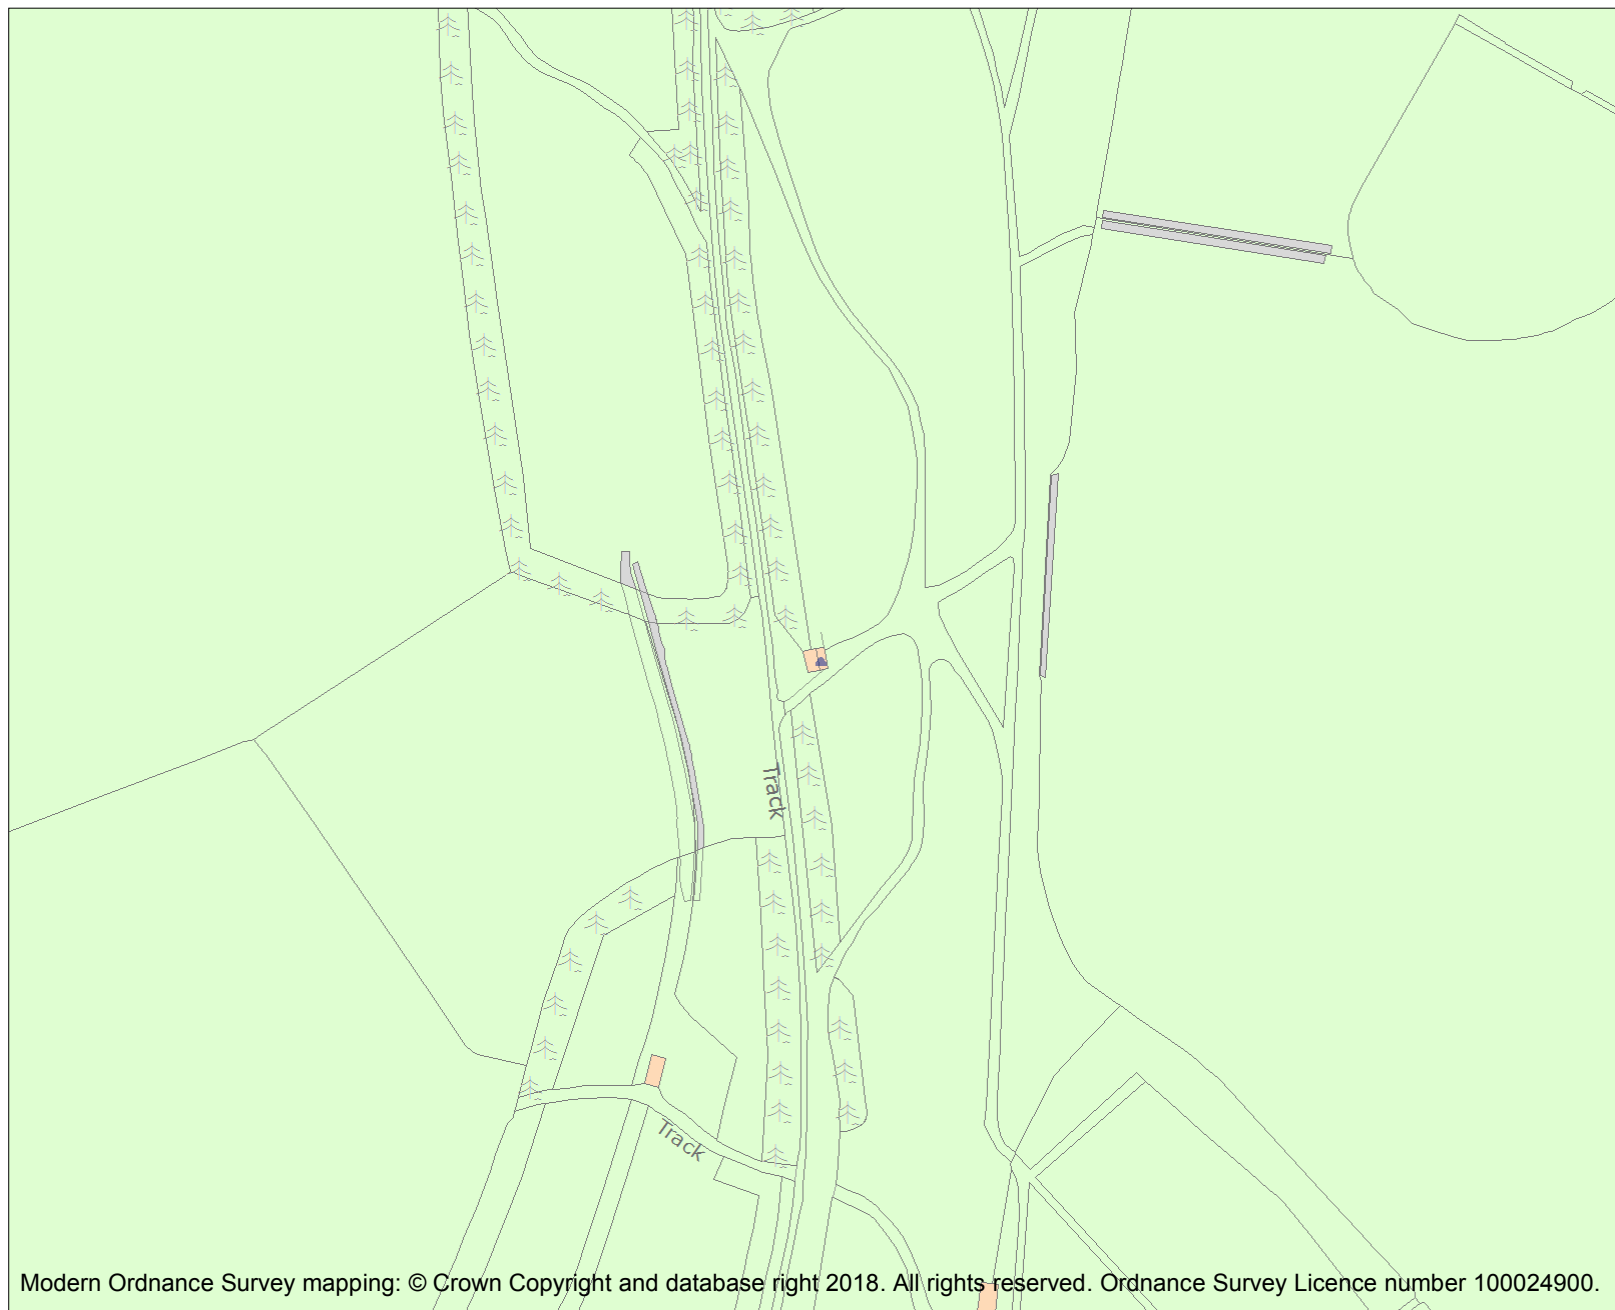 Track
Track
Modern Ordnance Survey mapping: © Crown Copyright and database right 2018. All rights reserved. Ordnance Survey Licence number 100024900.